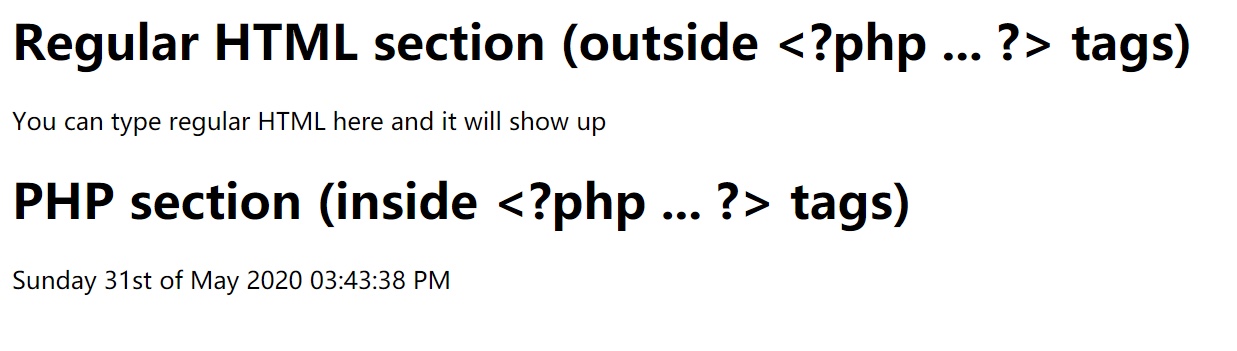 Regular HTML section (outside <?php ... ?> tags)
You can type regular HTML here and it will show up
PHP section (inside <?php ... ?> tags)
Sunday 31st of May 2020 03:43:38 PM